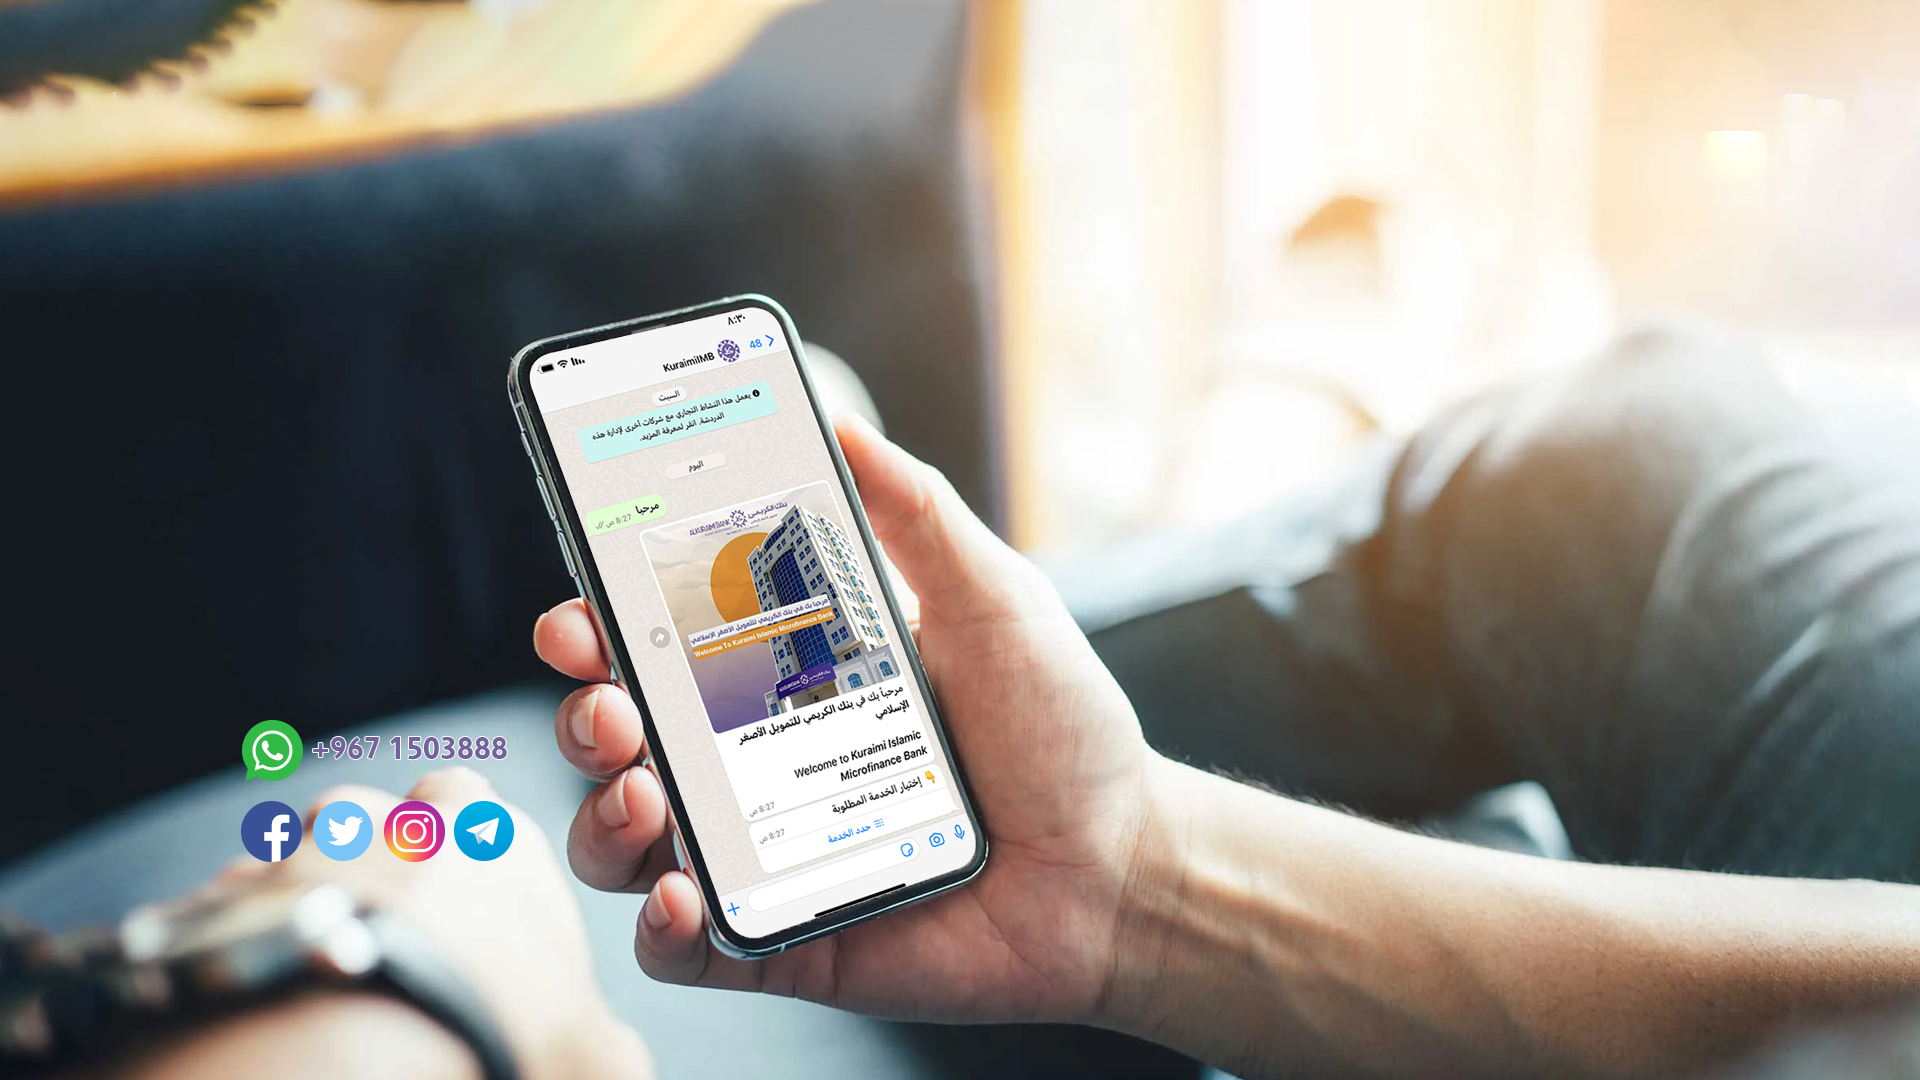 ٨:٣٠
48
KuraimiIMB
السبت
يعمل هذا النشاط التجاري مع شركات أخرى لإدارة هذه
الدردشة. انقر لمعرفة المزيد.
اليوم
مرحبا
8:27 ص
بنك الكريمي
ALKURAIMI BANK
مرحبا بك في بنك الكريمي للتمويل الأصغر الإسلامي
Welcome To Kuraimi Islamic Microfinance Bank
مرحباً بك في بنك الكريمي للتمويل الأصغر
الإسلامي
Welcome to Kuraimi Islamic
Microfinance Bank
8:27 ص
👇 إختيار الخدمة المطلوبة
8:27 ص
حدد الخدمة
+967 1503888